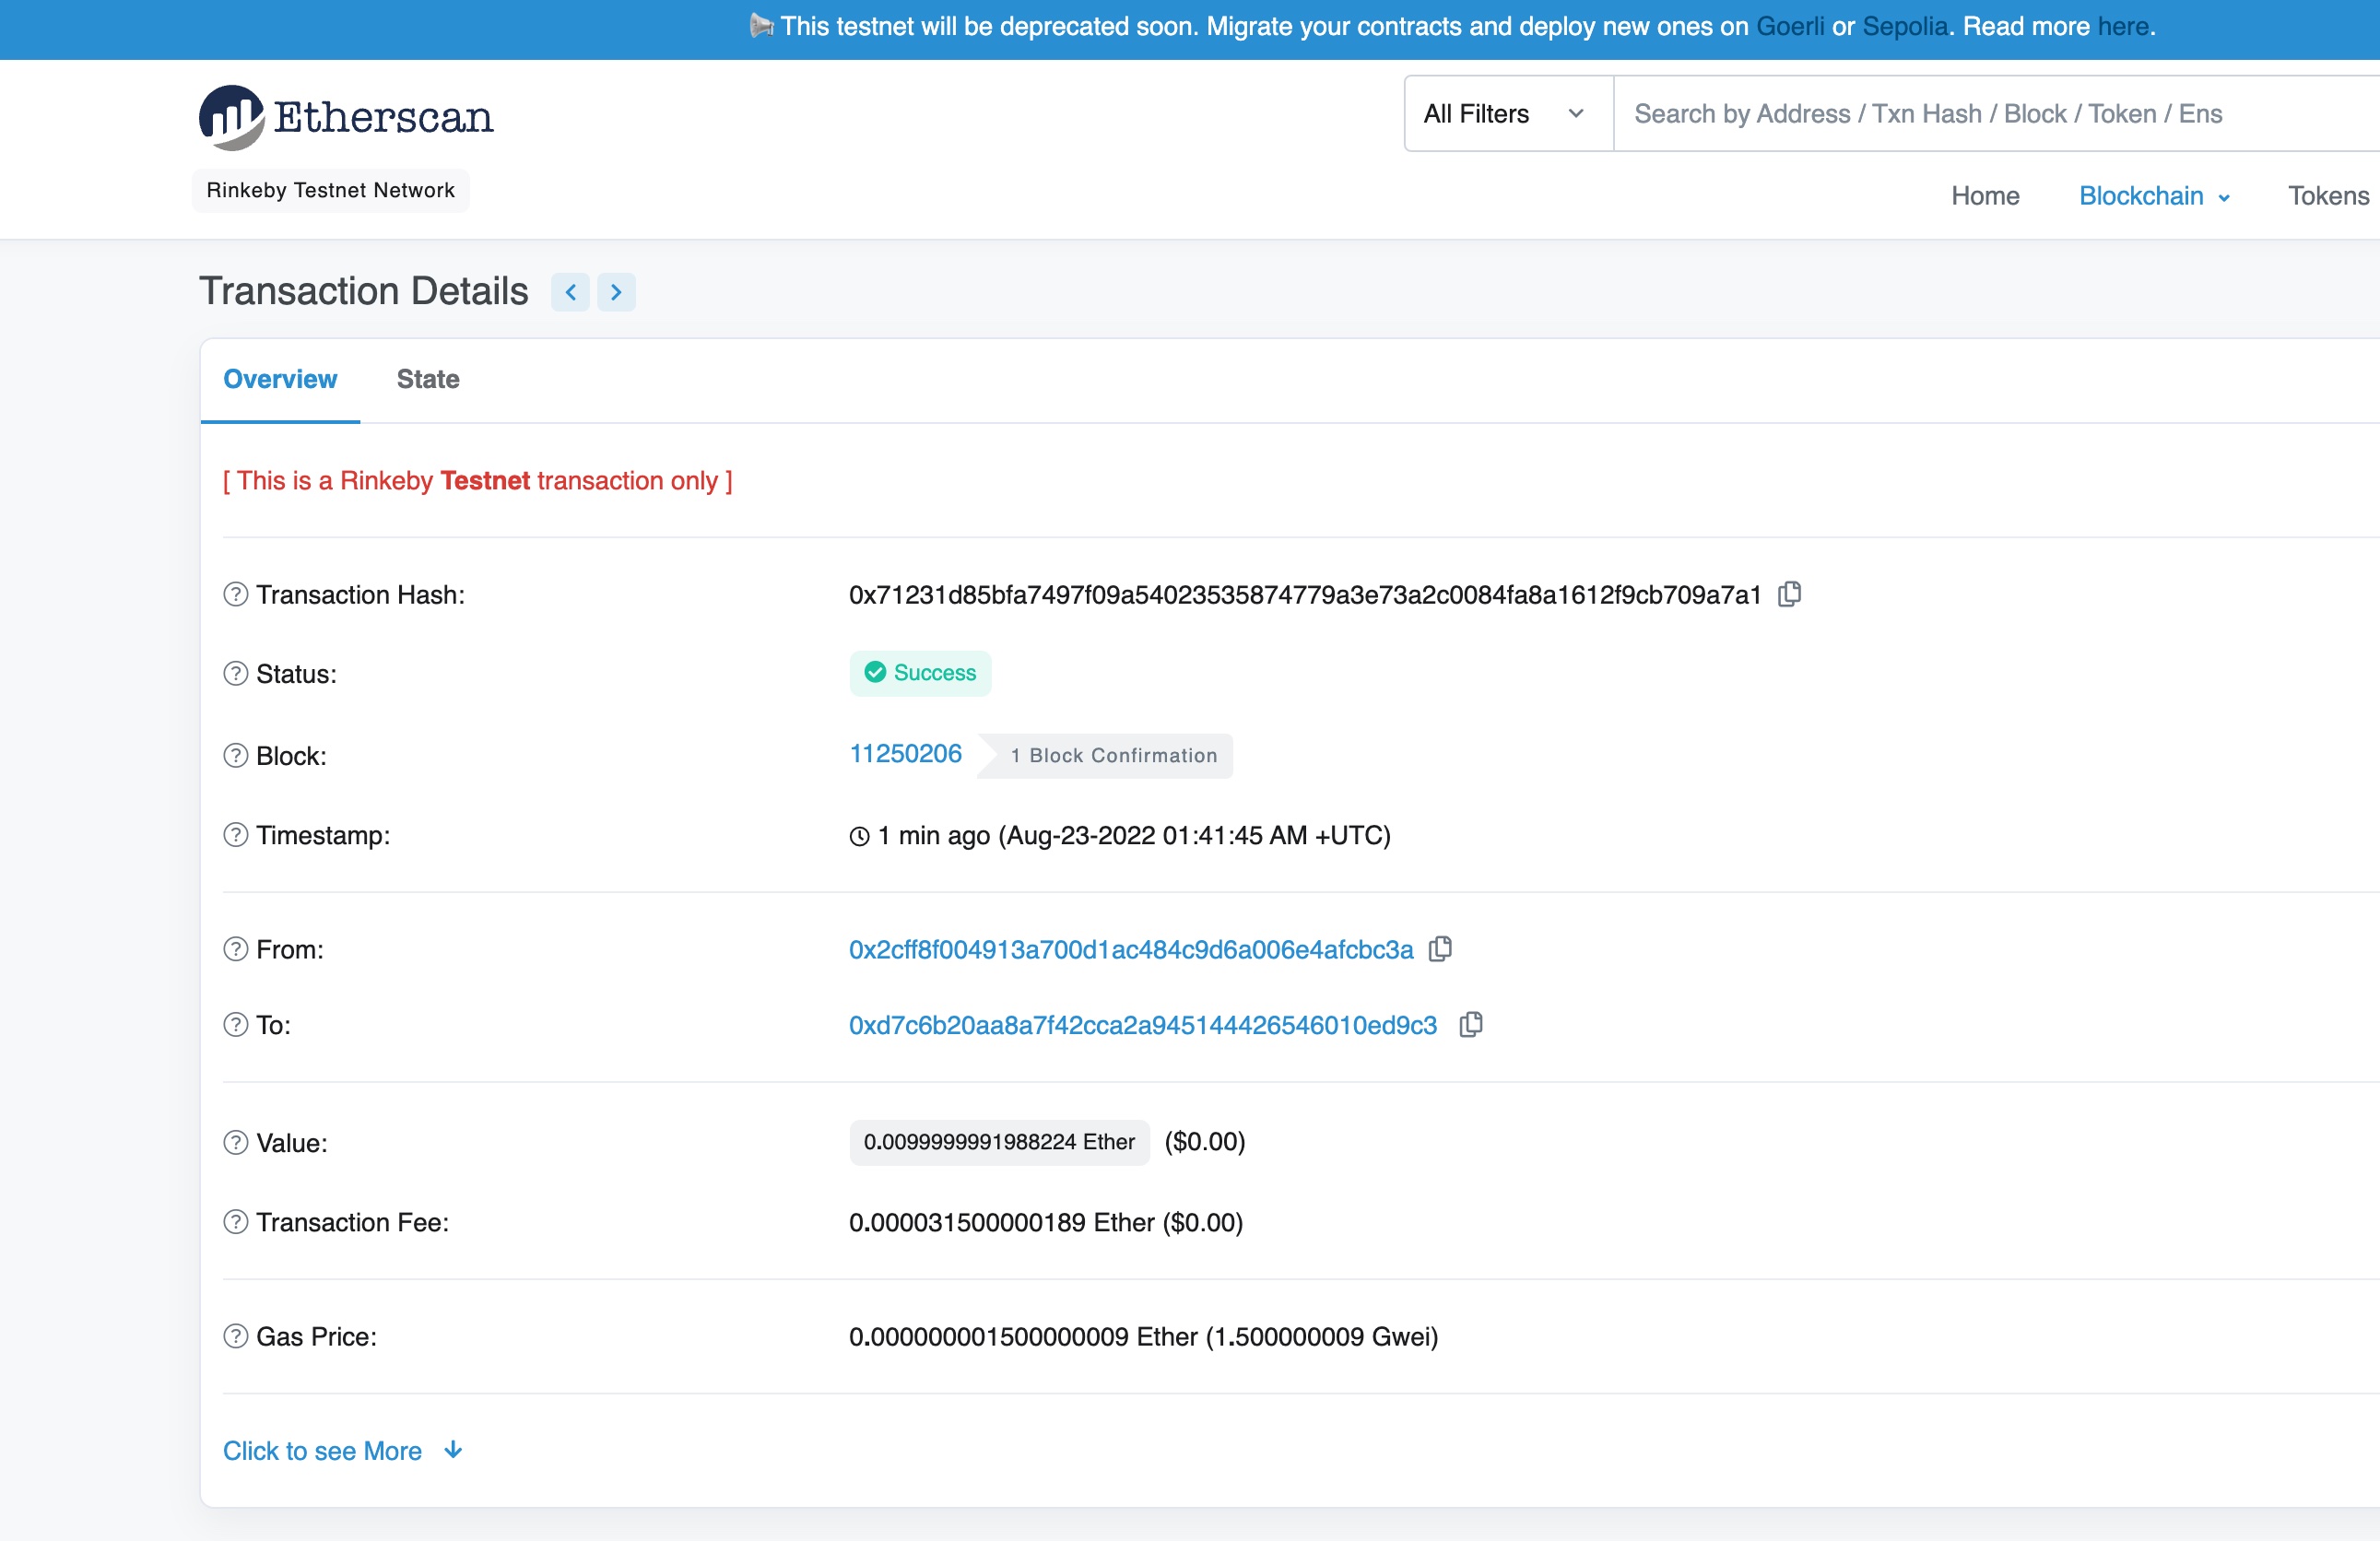 This testnet will be deprecated soon. Migrate your contracts and deploy new ones on Goerli or Sepolia. Read more here.
Etherscan
All Filters
Search by Address / Txn Hash / Block / Token / Ens
Rinkeby Testnet Network
Home
Blockchain
Tokens
Transaction Details
Overview
State
[ This is a Rinkeby Testnet transaction only ]
Transaction Hash:
0x71231d85bfa7497f09a54023535874779a3e73a2c0084fa8a1612f9cb709a7a1
Status:
Success
Block:
11250206
1 Block Confirmation
Timestamp:
1 min ago (Aug-23-2022 01:41:45 AM +UTC)
From:
0x2cff8f004913a700d1ac484c9d6a006e4afcbc3a
To:
0xd7c6b20aa8a7f42cca2a945144426546010ed9c3
Value:
0.0099999991988224 Ether ($0.00)
Transaction Fee:
0.000031500000189 Ether ($0.00)
Gas Price:
0.000000001500000009 Ether (1.500000009 Gwei)
Click to see More